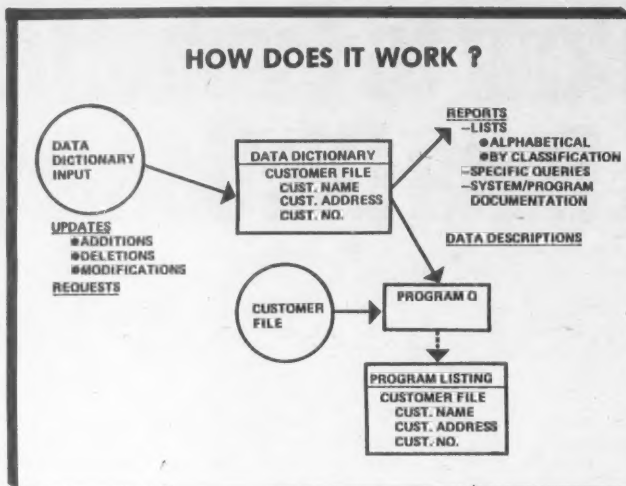 HOW DOES IT WORK ?
DATA
DICTIONARY
INPUT
UPDATES
●ADDITIONS
●DELETIONS
●MODIFICATIONS
REQUESTS
DATA DICTIONARY
CUSTOMER FILE
CUST. NAME
CUST. ADDRESS
CUST. NO.
REPORTS
–LISTS
●ALPHABETICAL
●BY CLASSIFICATION
–SPECIFIC QUERIES
–SYSTEM/PROGRAM
DOCUMENTATION
DATA DESCRIPTIONS
CUSTOMER
FILE
PROGRAM Q
PROGRAM LISTING
CUSTOMER FILE
CUST. NAME
CUST. ADDRESS
CUST. NO.